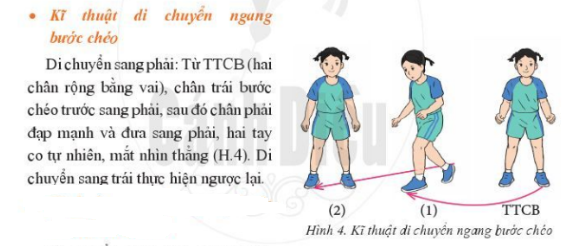 • Kĩ thuật di chuyển ngang
bước chéo
Di chuyển sang phải: Từ TTCB (hai
chân rộng bằng vai), chân trái bước
chéo trước sang phải, sau đó chân phải
đạp mạnh và đưa sang phải, hai tay
co tự nhiên, mắt nhìn thẳng (H.4). Di
chuyển sang trái thực hiện ngược lại.
Cánh Diều
(2) (1) TTCB
Hình 4. Kĩ thuật di chuyển ngang bước chéo